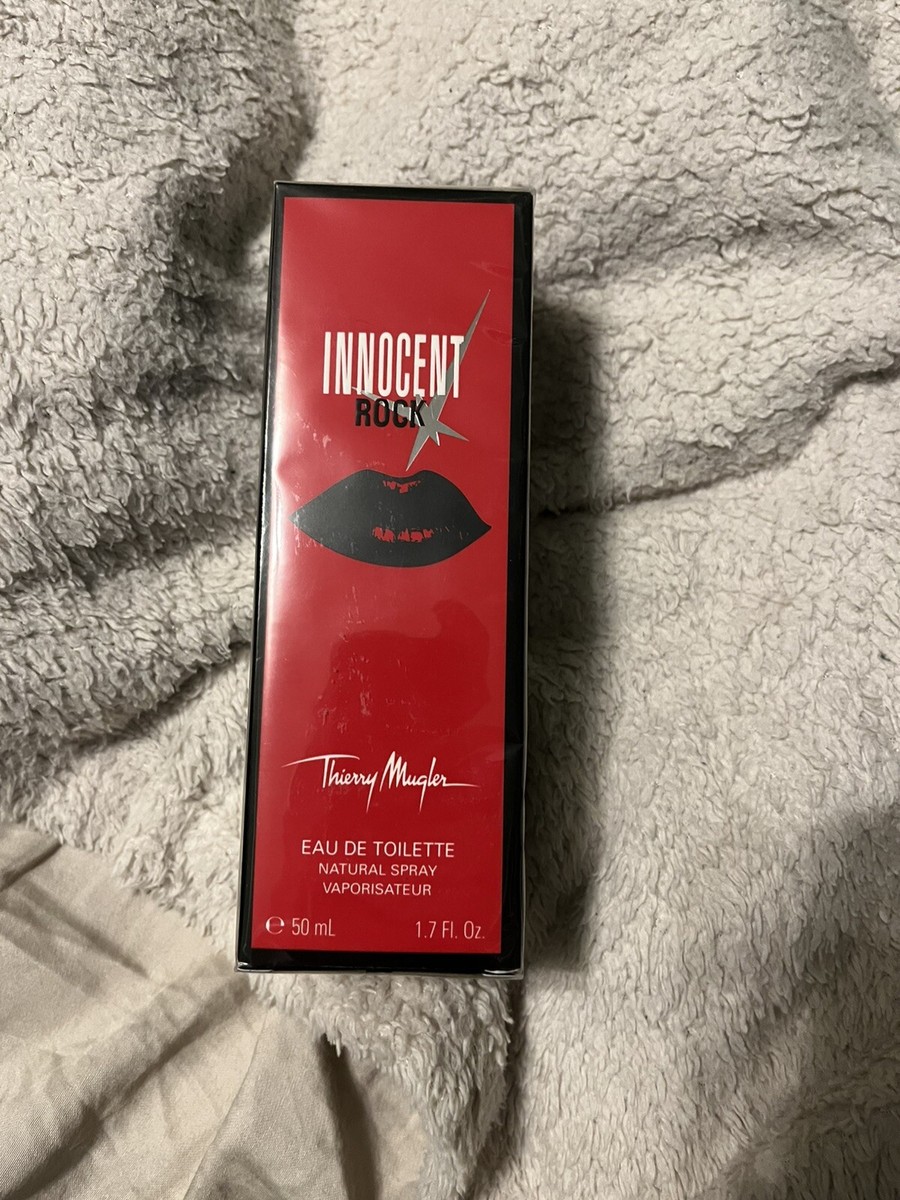 INNOCENT
ROCK
Thierry Mugler
EAU DE TOILETTE
NATURAL SPRAY
VAPORISATEUR
℮ 50 mL 1.7 Fl. Oz.